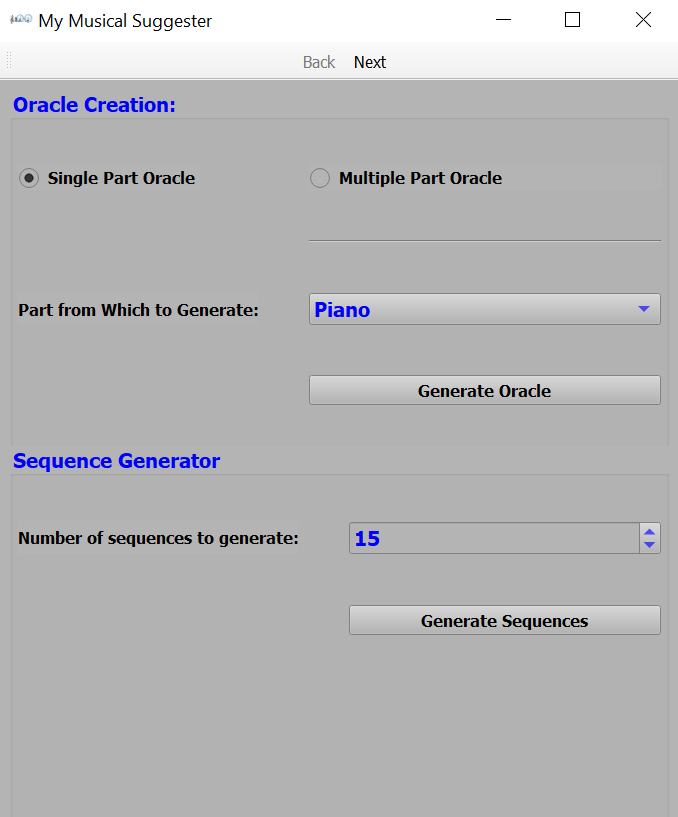 My Musical Suggester
Back Next
Oracle Creation:
Single Part Oracle Multiple Part Oracle
Part from Which to Generate: Piano
Generate Oracle
Sequence Generator
Number of sequences to generate: 15
Generate Sequences